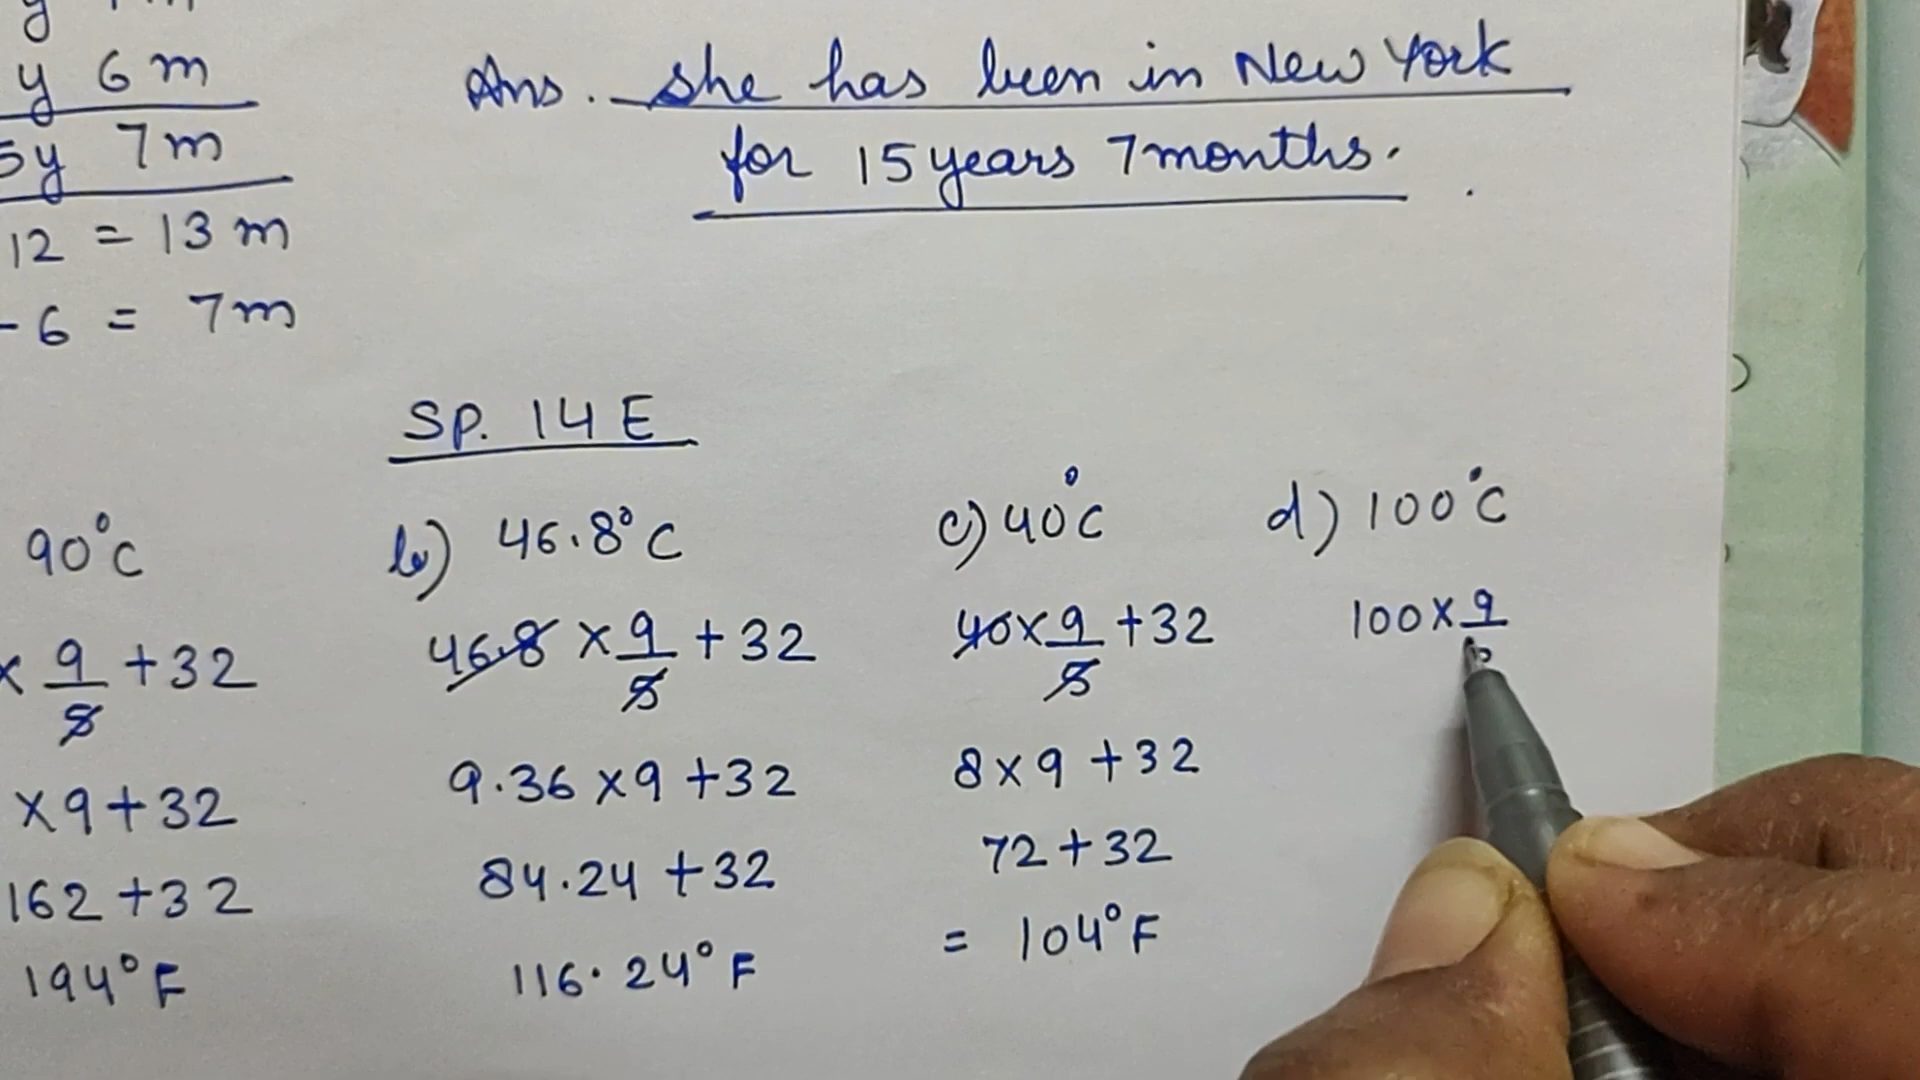 y 6 m
5y 7m
12 = 13 m
- 6 = 7m
Ans. She has been in New York
for 15 years 7 months.
SP. 14 E
90°C
× 9/5 + 32
× 9 + 32
162 + 32
194° F
b) 46.8° C
46.8 × 9/5 + 32
9.36 × 9 + 32
84.24 + 32
116.24° F
c) 40°C
40 × 9/5 + 32
8 × 9 + 32
72 + 32
= 104° F
d) 100°C
100 × 9